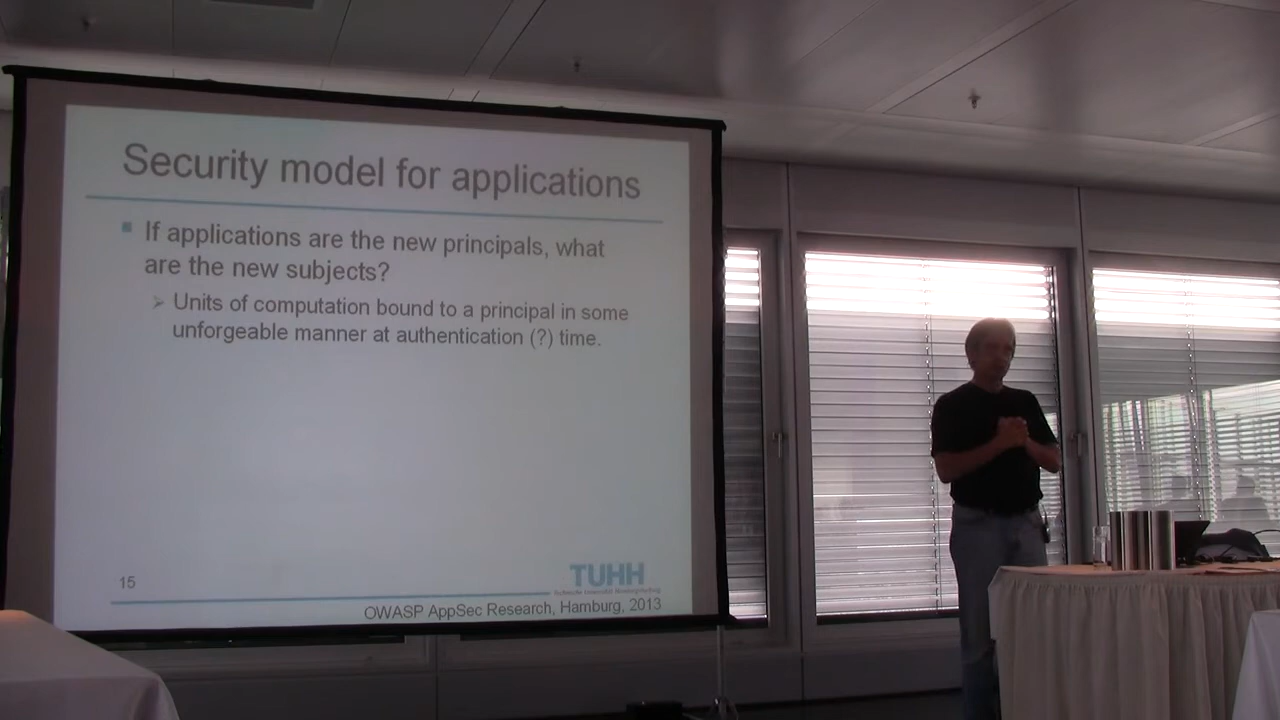 Security model for applications
If applications are the new principals, what
are the new subjects?
Units of computation bound to a principal in some
unforgeable manner at authentication (?) time.
15
TUHH
OWASP AppSec Research, Hamburg, 2013